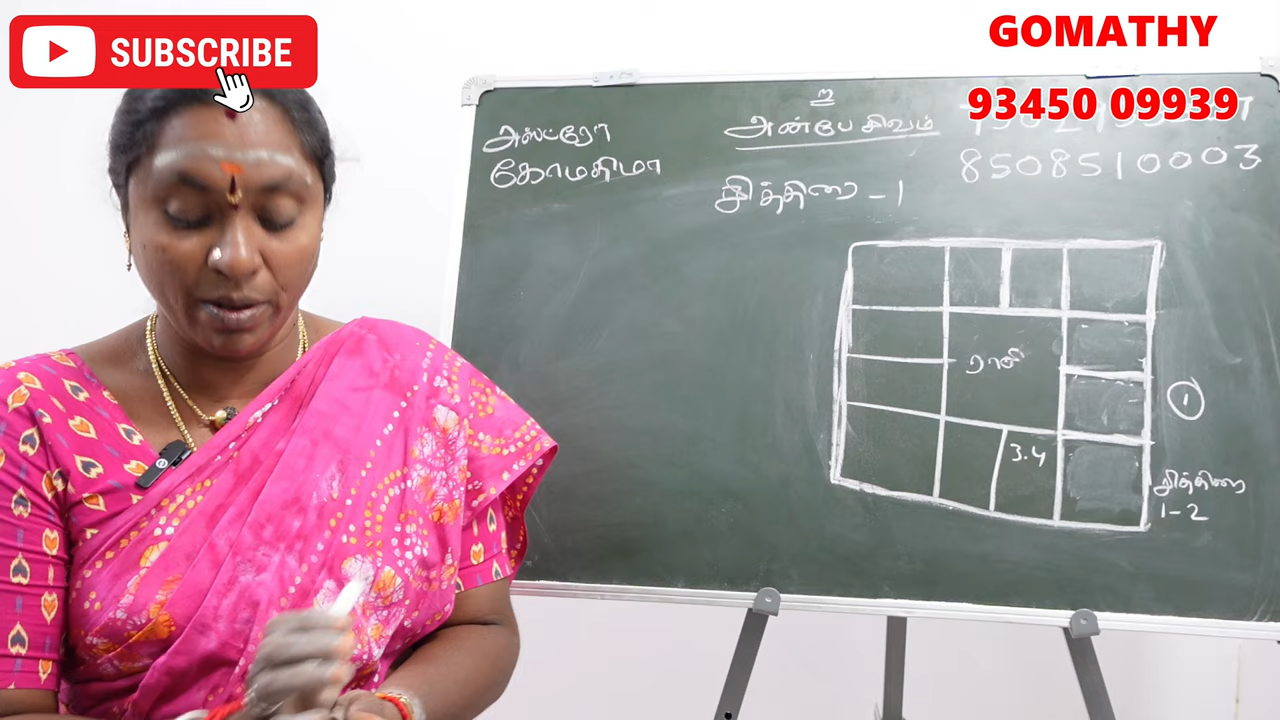 SUBSCRIBE
GOMATHY
93450 09939
உ
அன்பே சிவம்
அஸ்ட்ரோ
கோமதிமா
8508510003
சித்திரை - 1
ராசி
1
3.4
சித்திரை
1-2